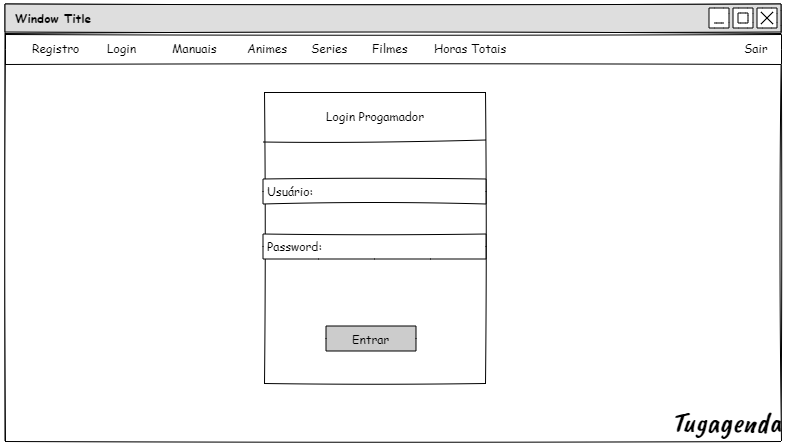 Window Title
Registro Login Manuais Animes Series Filmes Horas Totais Sair
Login Progamador
Usuário:
Password:
Entrar
Tugagenda